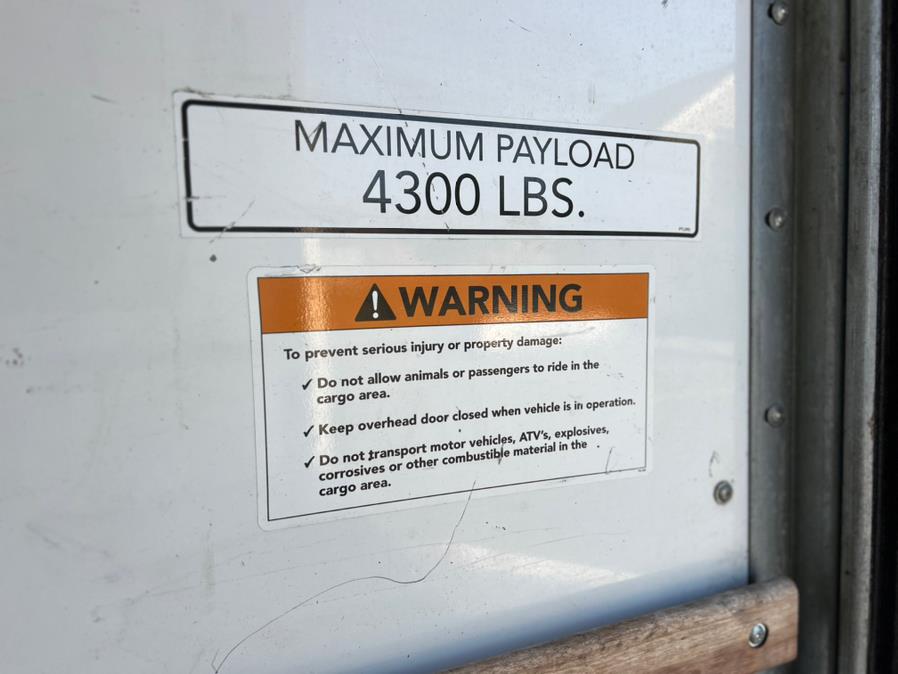 MAXIMUM PAYLOAD
4300 LBS.
WARNING
To prevent serious injury or property damage:
✓ Do not allow animals or passengers to ride in the
cargo area.
✓ Keep overhead door closed when vehicle is in operation.
✓ Do not transport motor vehicles, ATV's, explosives,
corrosives or other combustible material in the
cargo area.